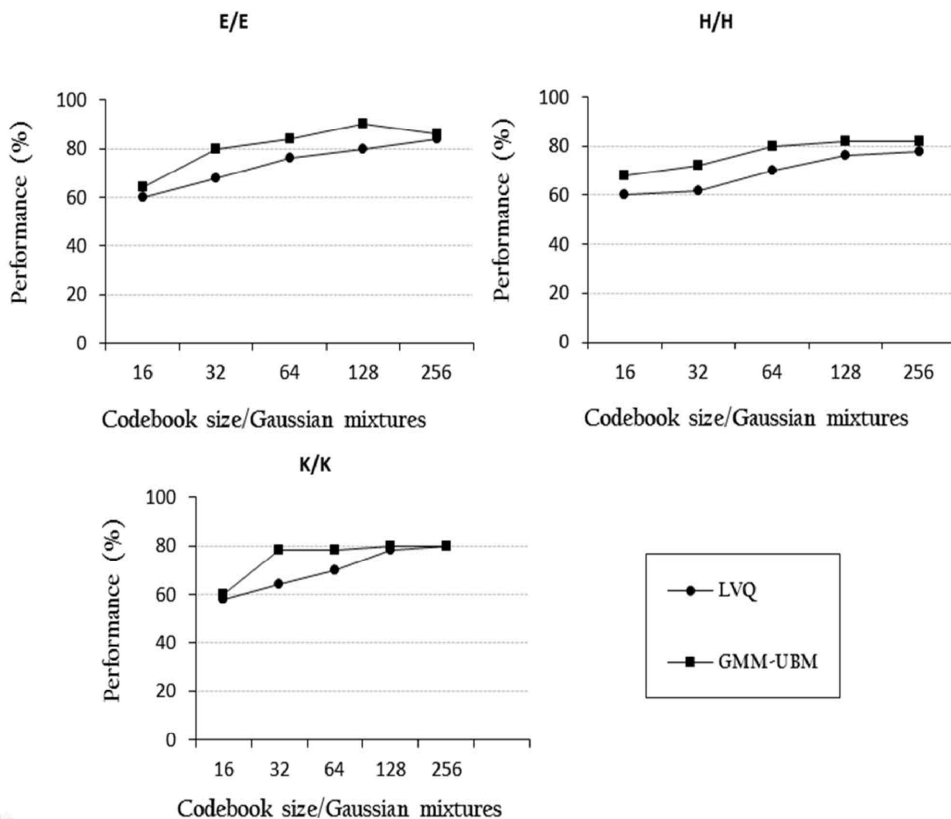 E/E
Performance (%)
100
80
60
40
20
0
16 32 64 128 256
Codebook size/Gaussian mixtures
H/H
Performance (%)
100
80
60
40
20
0
16 32 64 128 256
Codebook size/Gaussian mixtures
K/K
Performance (%)
100
80
60
40
20
0
16 32 64 128 256
Codebook size/Gaussian mixtures
LVQ
GMM-UBM